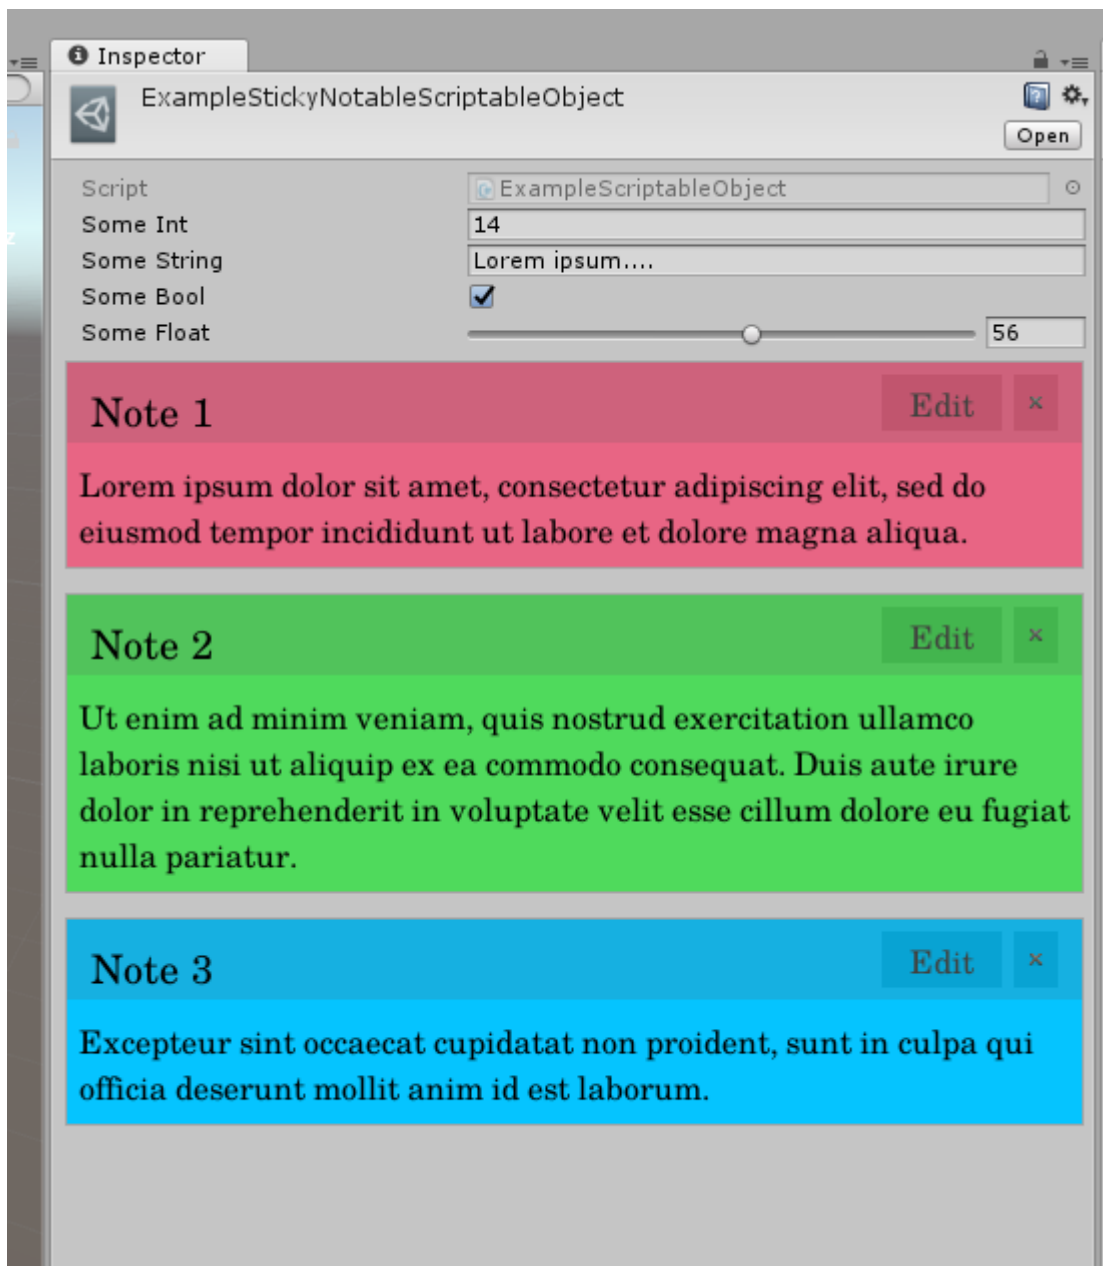 Inspector
ExampleStickyNotableScriptableObject
Open
Script ExampleScriptableObject
Some Int 14
Some String Lorem ipsum....
Some Bool
Some Float 56
Note 1 Edit ×
Lorem ipsum dolor sit amet, consectetur adipiscing elit, sed do
eiusmod tempor incididunt ut labore et dolore magna aliqua.
Note 2 Edit ×
Ut enim ad minim veniam, quis nostrud exercitation ullamco
laboris nisi ut aliquip ex ea commodo consequat. Duis aute irure
dolor in reprehenderit in voluptate velit esse cillum dolore eu fugiat
nulla pariatur.
Note 3 Edit ×
Excepteur sint occaecat cupidatat non proident, sunt in culpa qui
officia deserunt mollit anim id est laborum.